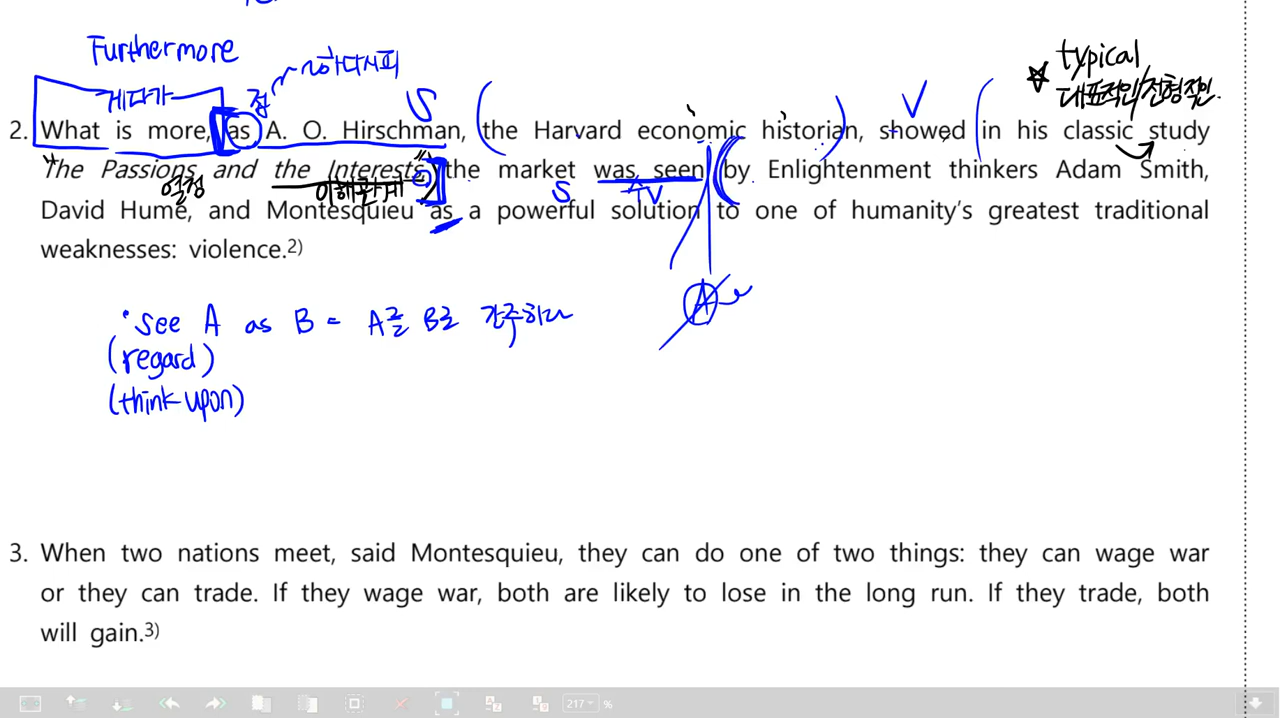 Furthermore
게다가
접
~하다시피
S
V
typical
대표적인/전형적인.
2. What is more, as A. O. Hirschman, the Harvard economic historian, showed in his classic study
The Passions and the Interests, the market was seen by Enlightenment thinkers Adam Smith,
열정
이해관계
S
V
David Hume, and Montesquieu as a powerful solution to one of humanity's greatest traditional
weaknesses: violence.2)
A
• see A as B = A를 B로 간주하다
(regard)
(think upon)
3. When two nations meet, said Montesquieu, they can do one of two things: they can wage war
or they can trade. If they wage war, both are likely to lose in the long run. If they trade, both
will gain.3)
217 %